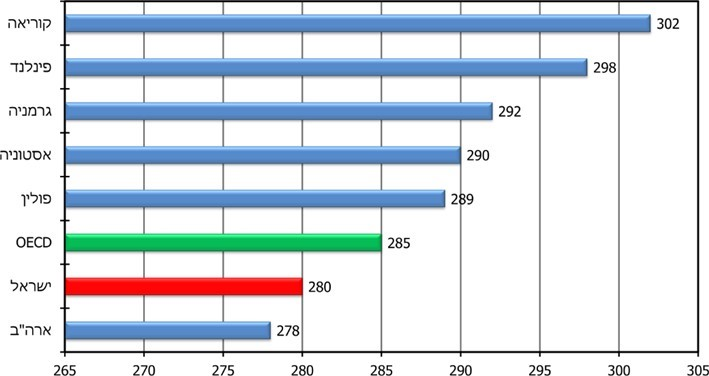 קוריאה 302
פינלנד 298
גרמניה 292
אסטוניה 290
פולין 289
OECD 285
ישראל 280
ארה"ב 278
265 270 275 280 285 290 295 300 305